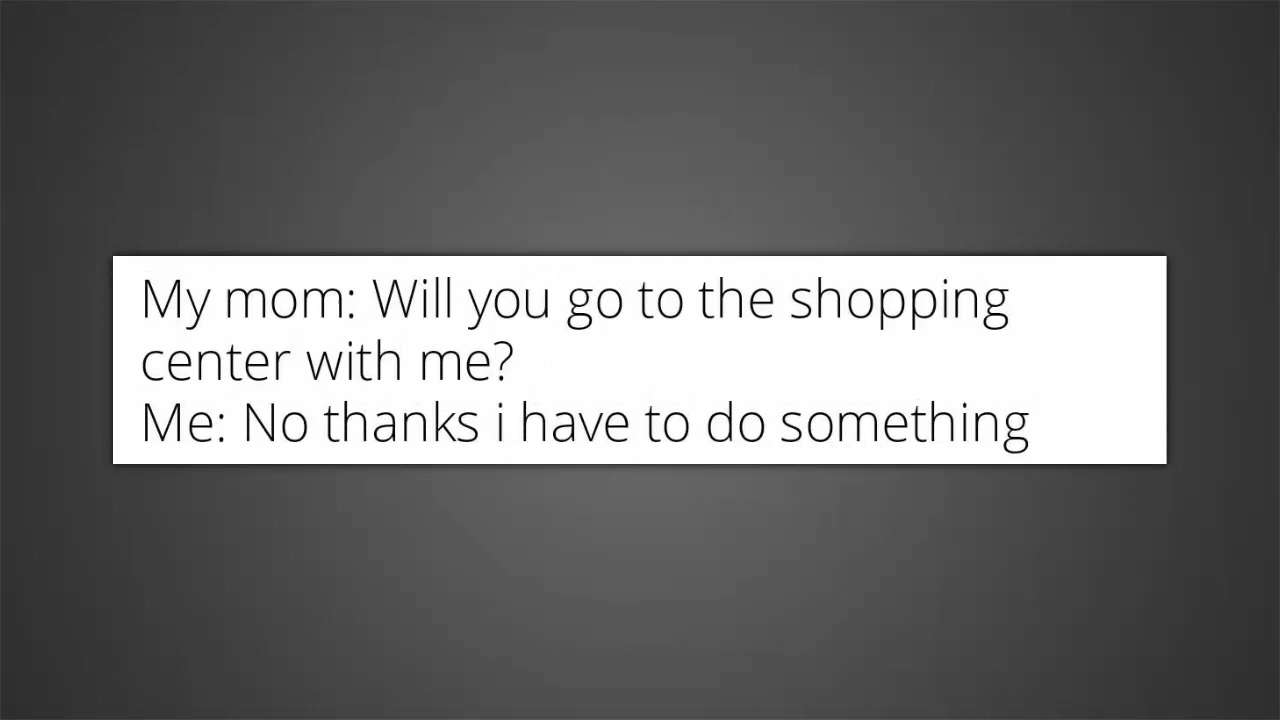 My mom: Will you go to the shopping
center with me?
Me: No thanks i have to do something